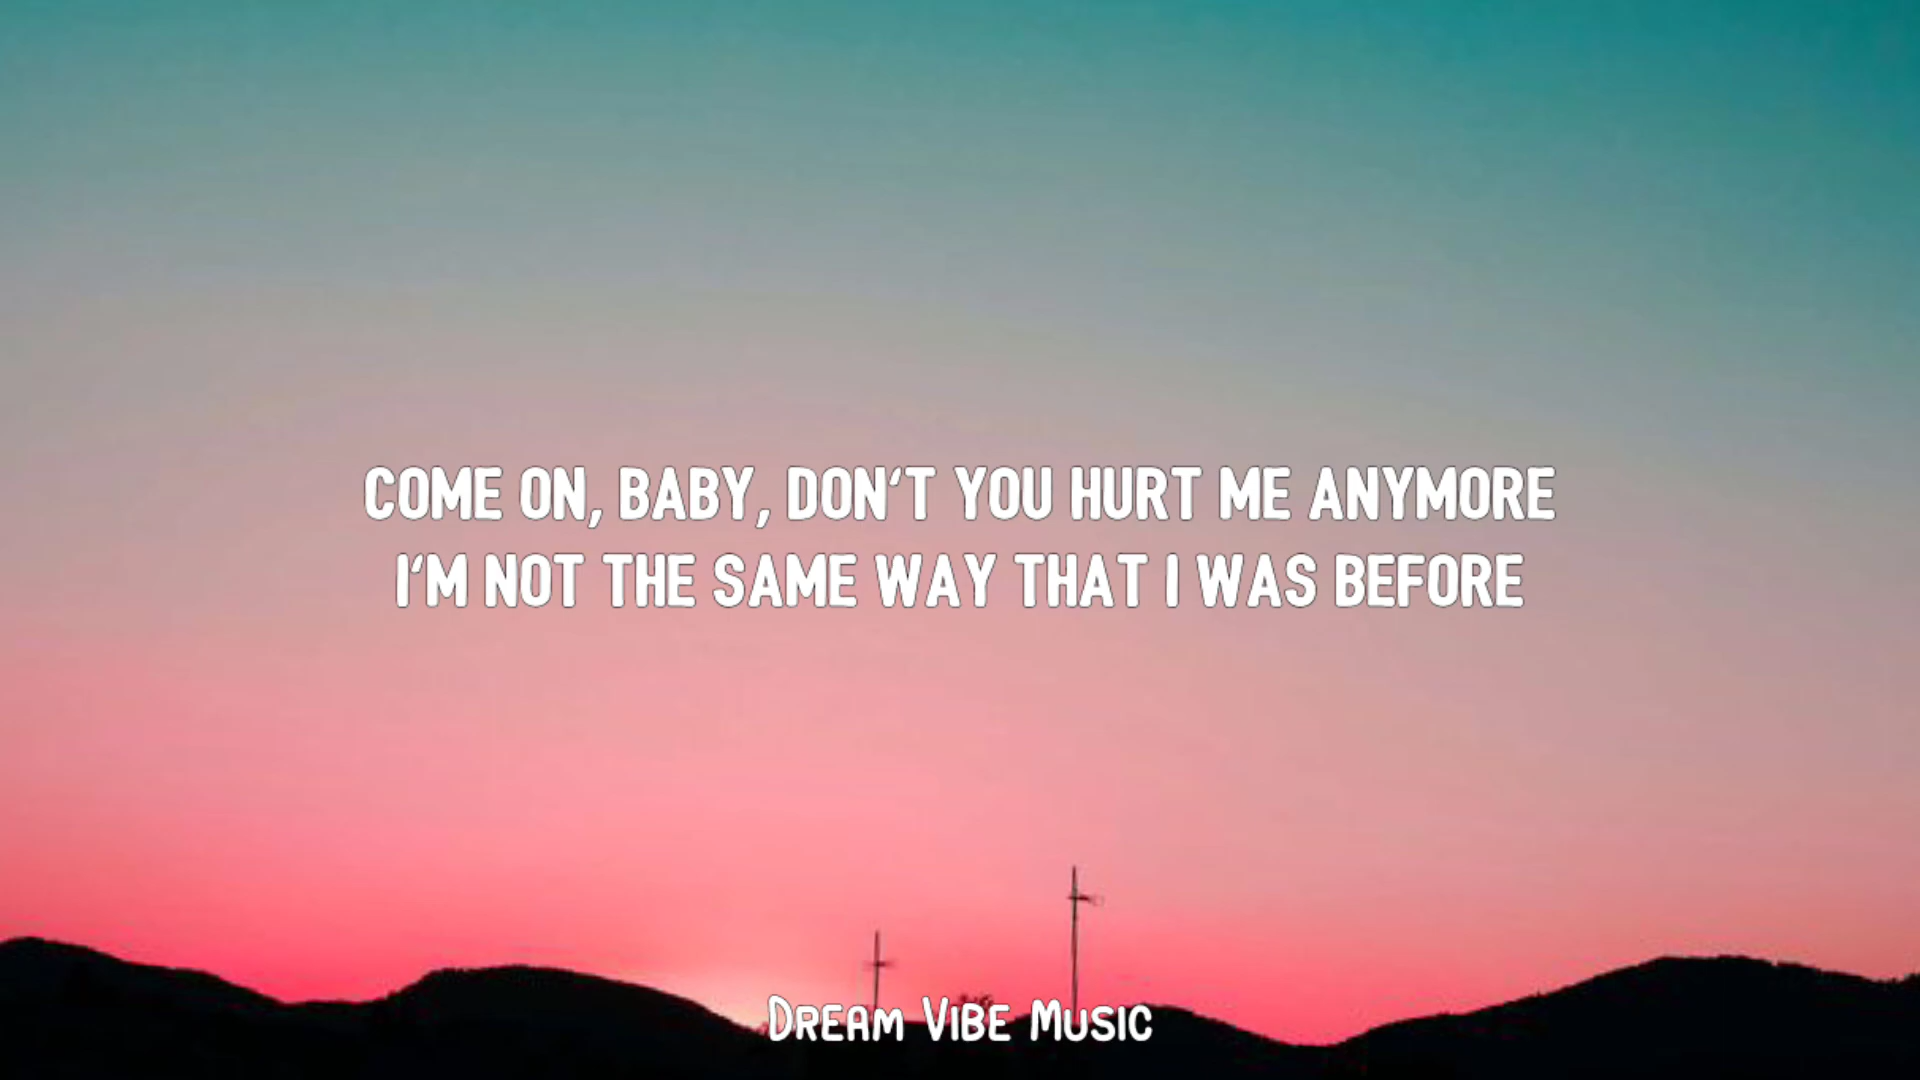 COME ON, BABY, DON'T YOU HURT ME ANYMORE
I'M NOT THE SAME WAY THAT I WAS BEFORE
DREAM VIBE MUSIC